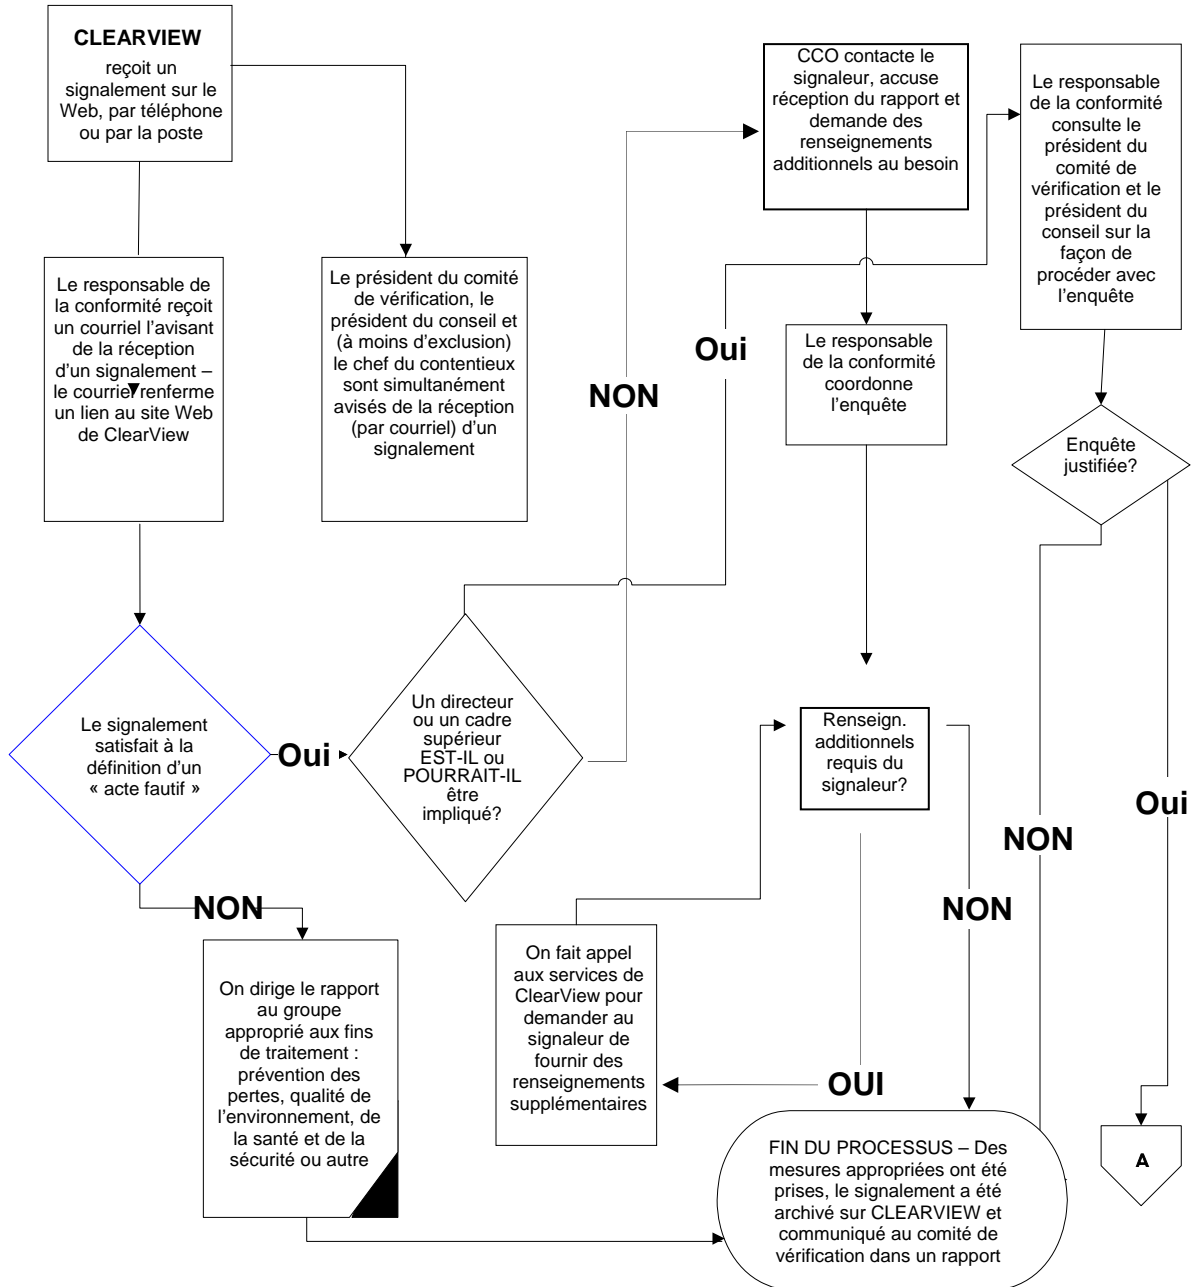 CLEARVIEW
reçoit un
signalement sur le
Web, par téléphone
ou par la poste
CCO contacte le
signaleur, accuse
réception du rapport et
demande des
renseignements
additionnels au besoin
Le responsable
de la conformité
consulte le
président du
comité de
vérification et le
président du
conseil sur la
façon de
procéder avec
l’enquête
Le responsable de
la conformité reçoit
un courriel l’avisant
de la réception
d’un signalement –
le courriel renferme
un lien au site Web
de ClearView
Le président du comité
de vérification, le
président du conseil et
(à moins d’exclusion)
le chef du contentieux
sont simultanément
avisés de la réception
(par courriel) d’un
signalement
NON
Oui
Le responsable
de la conformité
coordonne
l’enquête
Enquête
justifiée?
Le signalement
satisfait à la
définition d’un
« acte fautif »
Oui
Un directeur
ou un cadre
supérieur
EST-IL ou
POURRAIT-IL
être
impliqué?
Renseign.
additionnels
requis du
signaleur?
NON
Oui
NON
NON
On dirige le rapport
au groupe
approprié aux fins
de traitement :
prévention des
pertes, qualité de
l’environnement, de
la santé et de la
sécurité ou autre
On fait appel
aux services de
ClearView pour
demander au
signaleur de
fournir des
renseignements
supplémentaires
OUI
FIN DU PROCESSUS – Des
mesures appropriées ont été
prises, le signalement a été
archivé sur CLEARVIEW et
communiqué au comité de
vérification dans un rapport
A